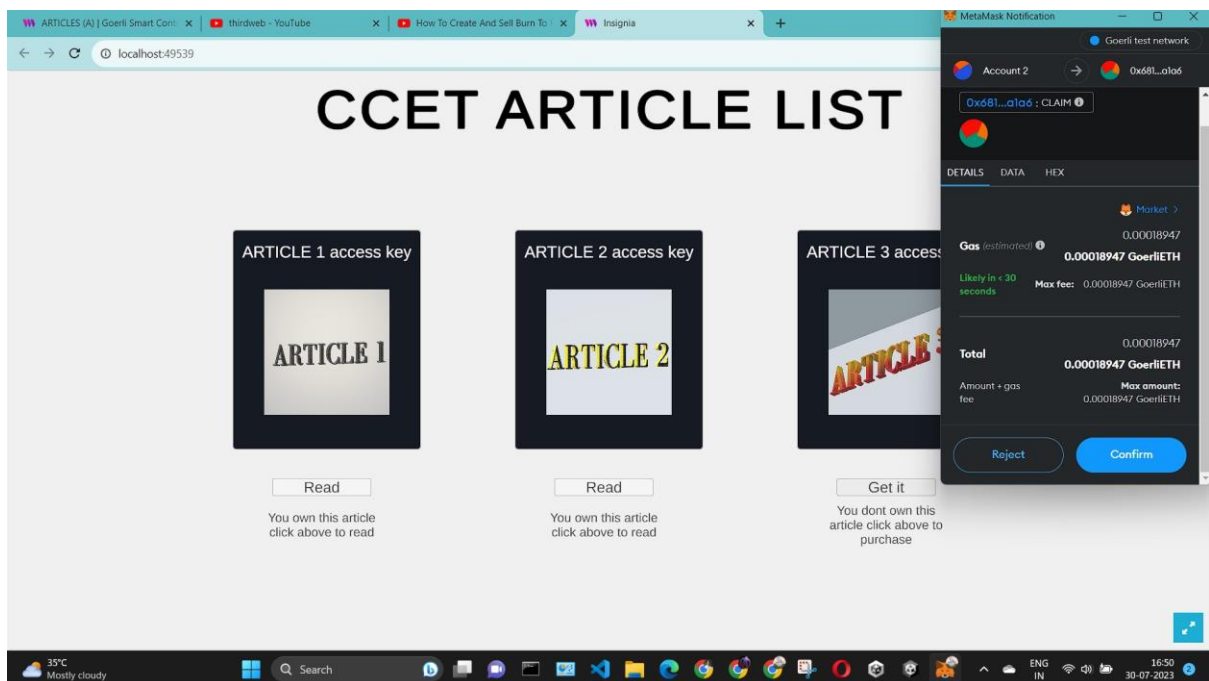 ARTICLES (A) | Goerli Smart Cont
thirdweb - YouTube
How To Create And Sell Burn To
Insignia
localhost:49539
CCET ARTICLE LIST
ARTICLE 1 access key
ARTICLE 2 access key
ARTICLE 3 access
ARTICLE 1
ARTICLE 2
ARTICLE 3
Read
Read
Get it
You own this article
click above to read
You own this article
click above to read
You dont own this
article click above to
purchase
MetaMask Notification
Goerli test network
Account 2
0x681...a1a6
0x681...a1a6 : CLAIM
DETAILS DATA HEX
Market >
0.00018947
Gas (estimated)
0.00018947 GoerliETH
Likely in < 30
seconds
Max fee: 0.00018947 GoerliETH
0.00018947
Total
0.00018947 GoerliETH
Amount + gas
fee
Max amount:
0.00018947 GoerliETH
Reject
Confirm
35°C
Mostly cloudy
Search
ENG
IN
16:50
30-07-2023
2